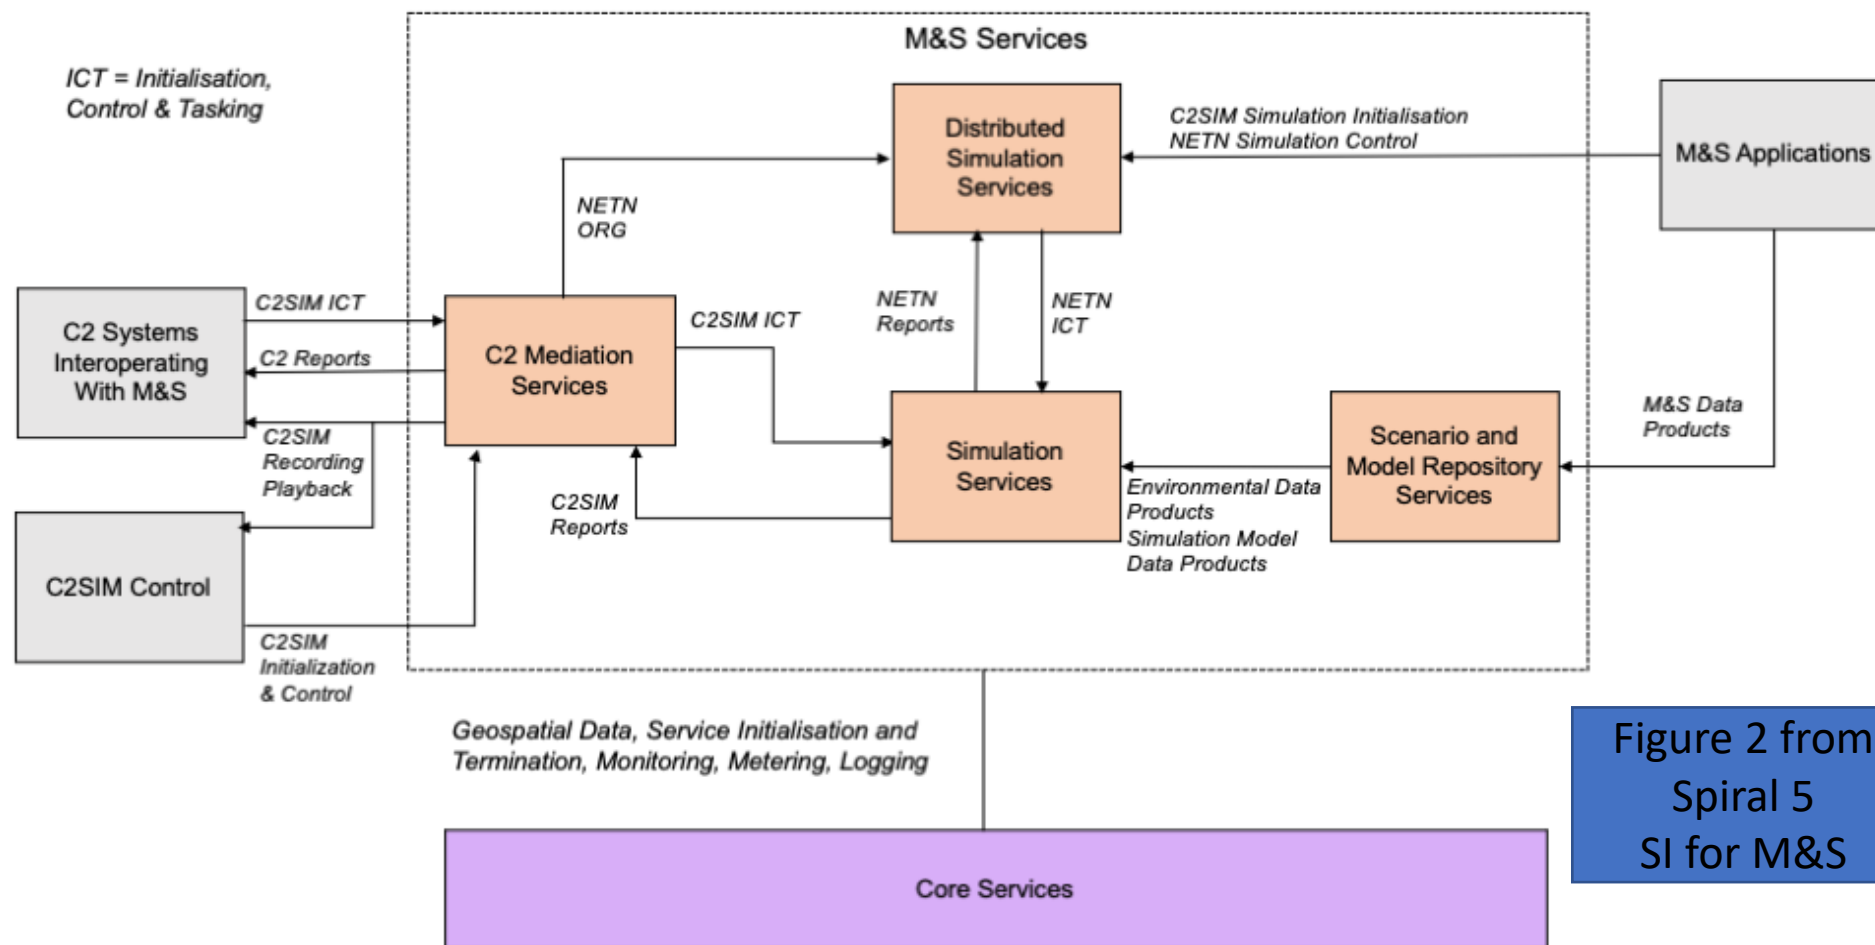 M&S Services
ICT = Initialisation,
Control & Tasking
Distributed
Simulation
Services
C2SIM Simulation Initialisation
NETN Simulation Control
M&S Applications
NETN
ORG
C2SIM ICT
C2 Systems
Interoperating
With M&S
C2 Reports
C2 Mediation
Services
C2SIM ICT
NETN
Reports
NETN
ICT
C2SIM
Recording
Playback
C2SIM
Reports
Simulation
Services
Environmental Data
Products
Simulation Model
Data Products
Scenario and
Model Repository
Services
M&S Data
Products
C2SIM Control
C2SIM
Initialization
& Control
Geospatial Data, Service Initialisation and
Termination, Monitoring, Metering, Logging
Figure 2 from
Spiral 5
SI for M&S
Core Services